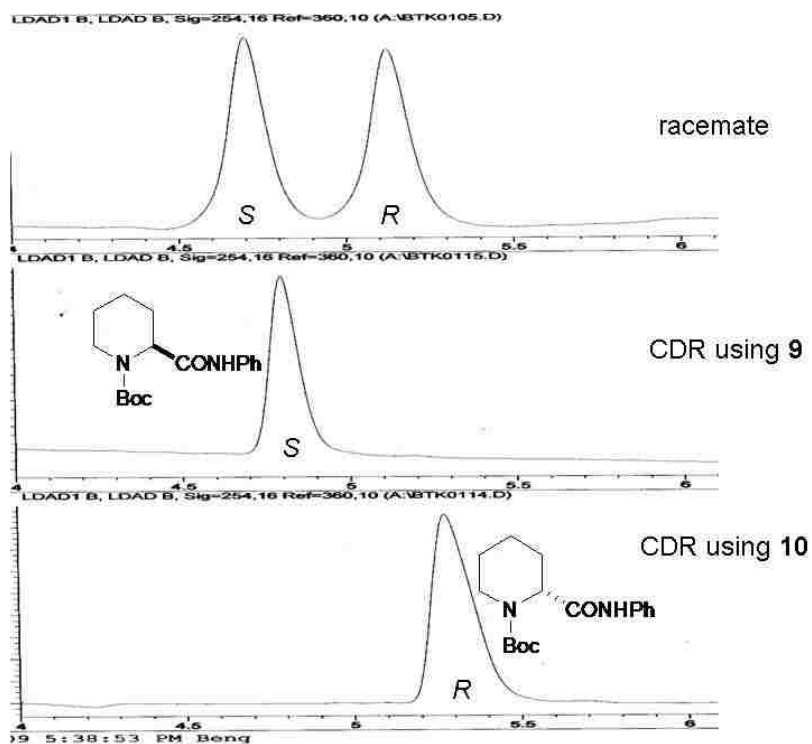 LDAD1 B, LDAD B, Sig=254,16 Ref=360,10 (A:\BTK0105.D)
racemate
S R
4.5 5 5.5 6
LDAD1 B, LDAD B, Sig=254,16 Ref=360,10 (A:\BTK0115.D)
CDR using 9
N CONHPh
Boc
S
4 4.5 5 5.5 6
LDAD1 B, LDAD B, Sig=254,16 Ref=360,10 (A:\BTK0114.D)
CDR using 10
N CONHPh
Boc
R
4 4.5 5 5.5 6
09 5:38:53 PM Beng